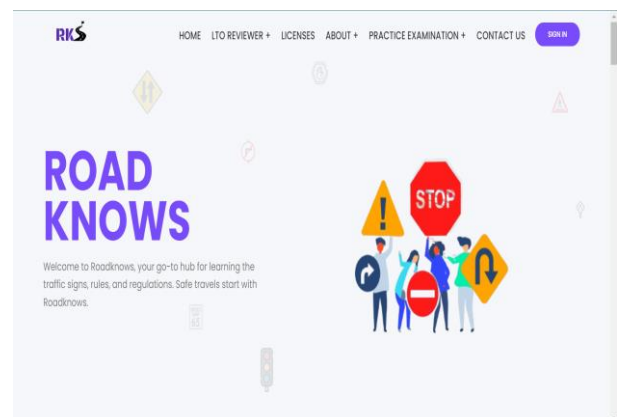 RKS
HOME LTO REVIEWER + LICENSES ABOUT + PRACTICE EXAMINATION + CONTACT US SIGN IN
ROAD
KNOWS
Welcome to Roadknows, your go-to hub for learning the
traffic signs, rules, and regulations. Safe travels start with
Roadknows.
!
STOP